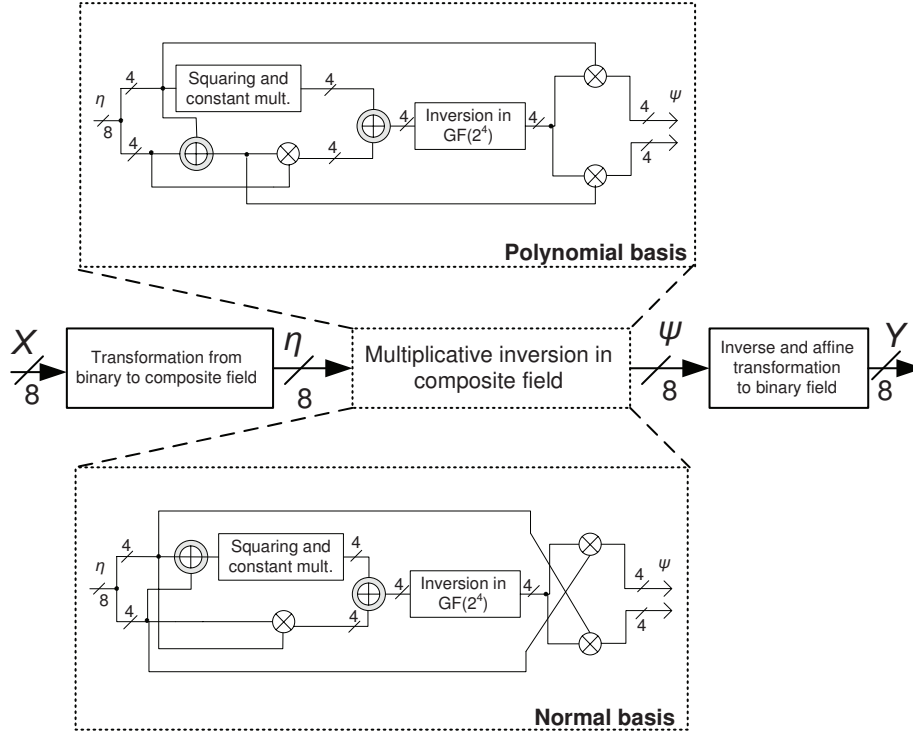 4
Squaring and
constant mult.
4
4
Inversion in
GF(2⁴)
4
4
ψ
η
8
4
4
4
Polynomial basis
X
8
Transformation from
binary to composite field
η
8
Multiplicative inversion in
composite field
ψ
8
Inverse and affine
transformation
to binary field
Y
8
4
Squaring and
constant mult.
4
4
Inversion in
GF(2⁴)
4
4
ψ
η
8
4
4
4
Normal basis